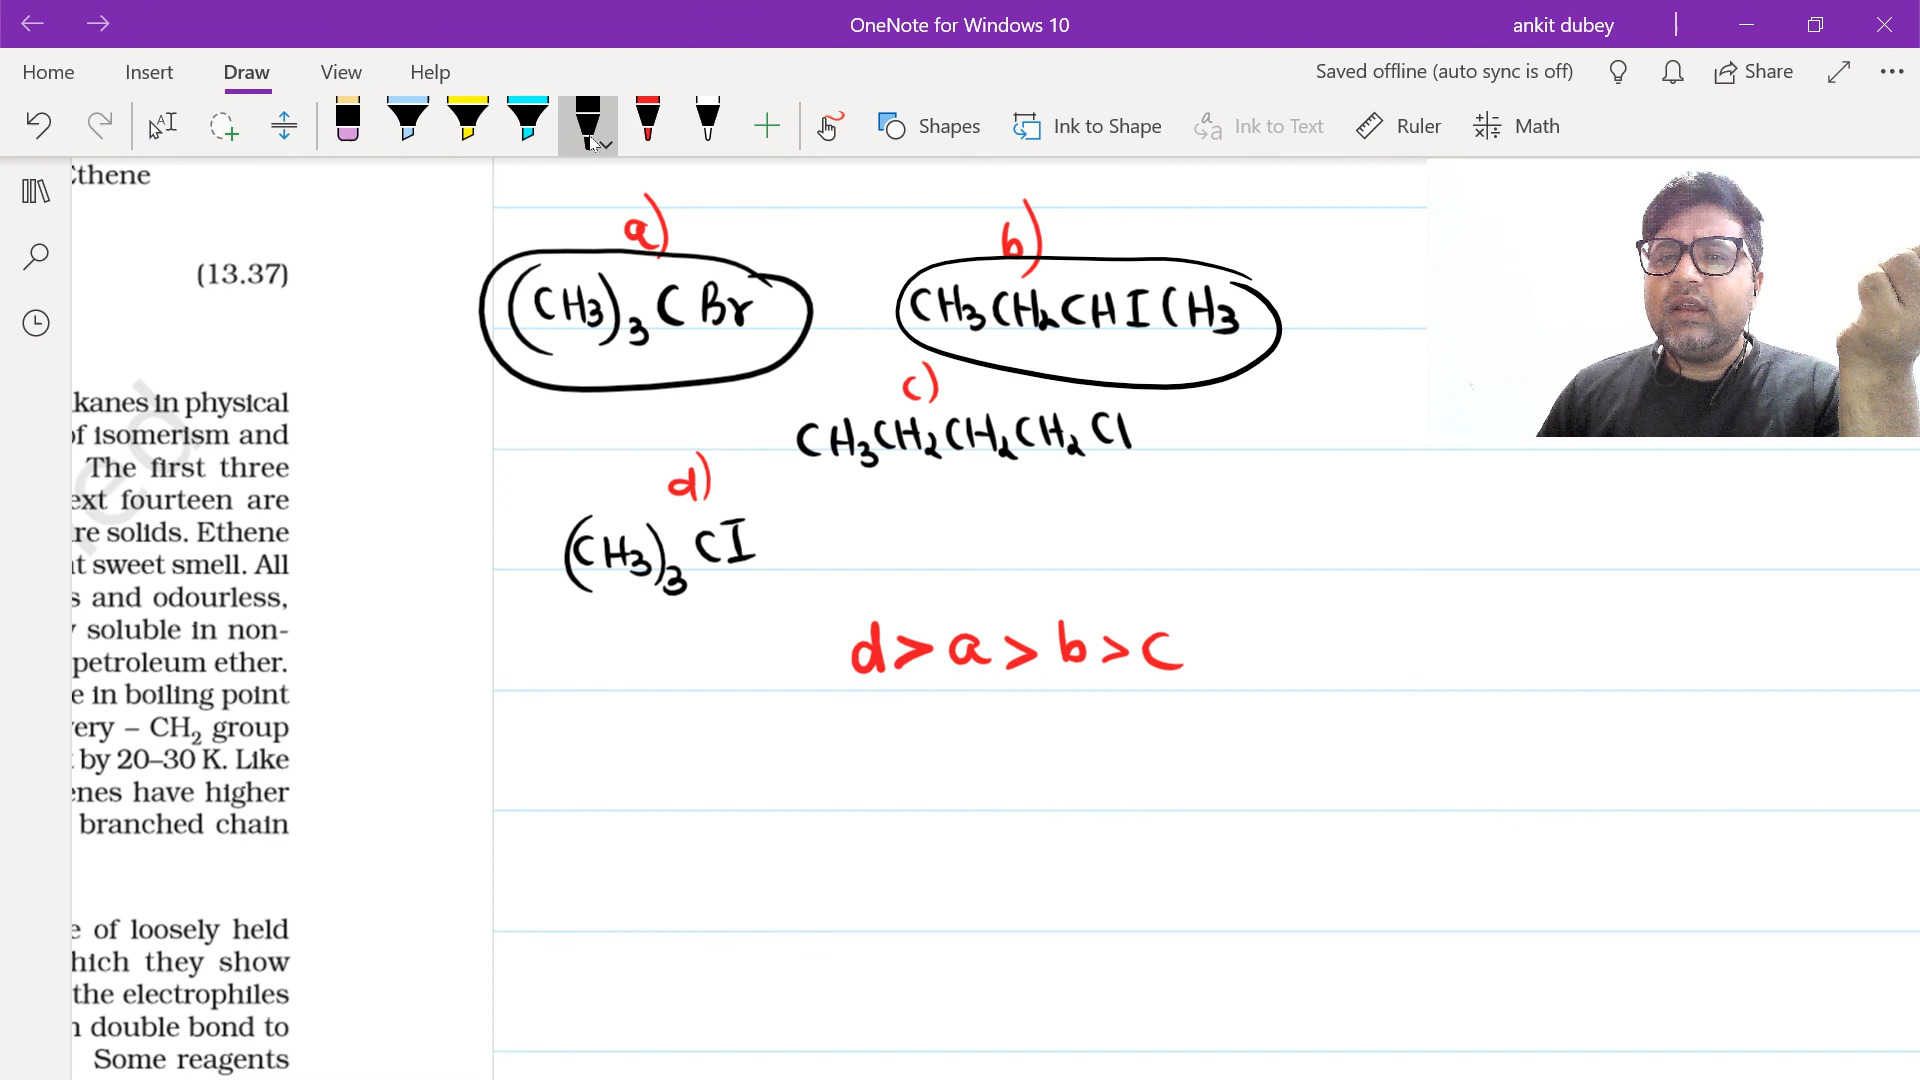 OneNote for Windows 10
ankit dubey
Home Insert Draw View Help
Saved offline (auto sync is off) Share
Shapes Ink to Shape Ink to Text Ruler Math
Ethene
(13.37)
kanes in physical
of isomerism and
The first three
ext fourteen are
re solids. Ethene
t sweet smell. All
s and odourless,
soluble in non-
petroleum ether.
e in boiling point
very – CH₂ group
by 20–30 K. Like
enes have higher
branched chain
e of loosely held
hich they show
the electrophiles
n double bond to
Some reagents
a) b)
(CH₃)₃CBr CH₃CH₂CHICH₃
c)
CH₃CH₂CH₂CH₂Cl
d)
(CH₃)₃CI
d > a > b > c